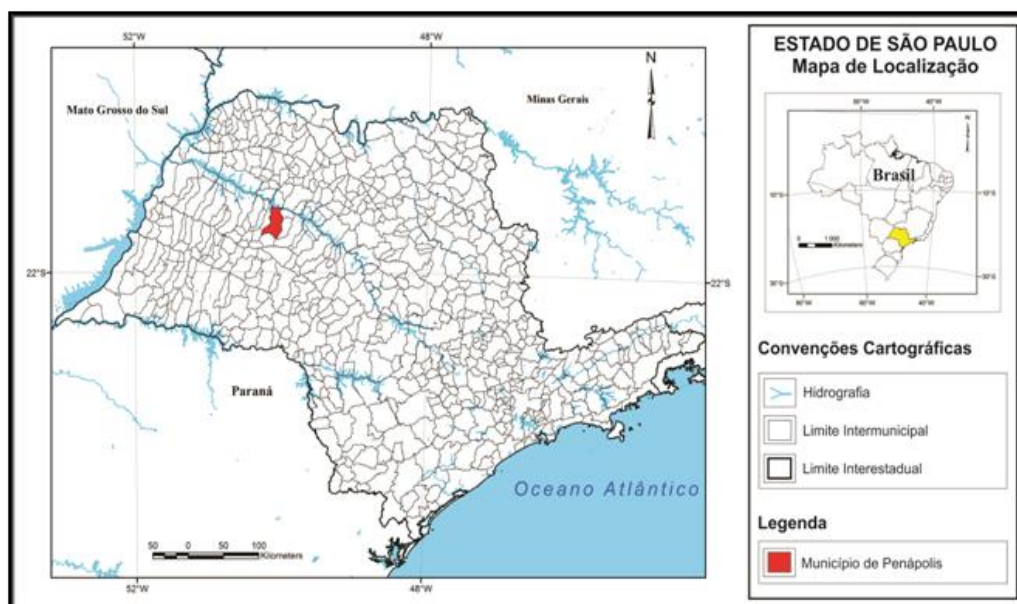 52°W
48°W
Mato Grosso do Sul
Minas Gerais
N
22°S
22°S
Paraná
Oceano Atlântico
50 0 50 100
Kilometers
52°W
48°W
ESTADO DE SÃO PAULO
Mapa de Localização
Brasil
Convenções Cartográficas
Hidrografia
Limite Intermunicipal
Limite Interestadual
Legenda
Município de Penápolis